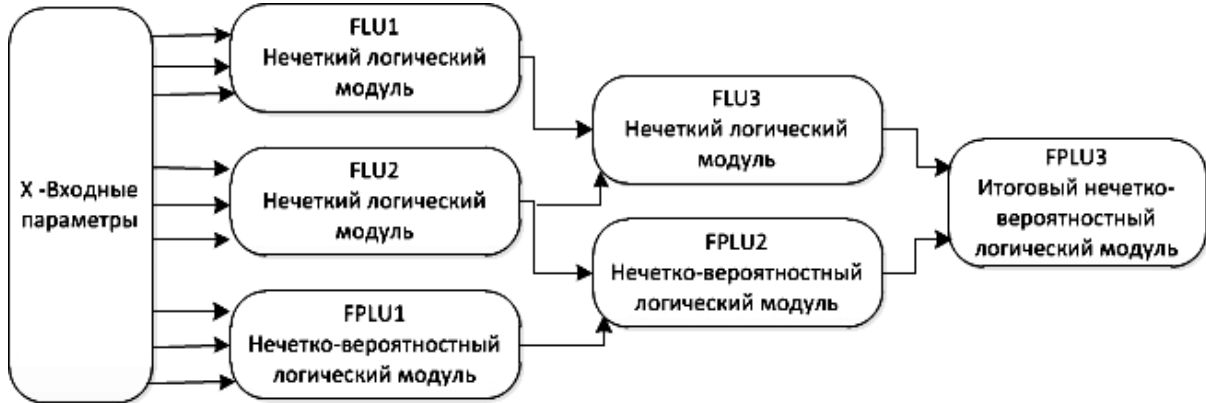 X -Входные
параметры
FLU1
Нечеткий логический
модуль
FLU2
Нечеткий логический
модуль
FPLU1
Нечетко-вероятностный
логический модуль
FLU3
Нечеткий логический
модуль
FPLU2
Нечетко-вероятностный
логический модуль
FPLU3
Итоговый нечетко-
вероятностный
логический модуль